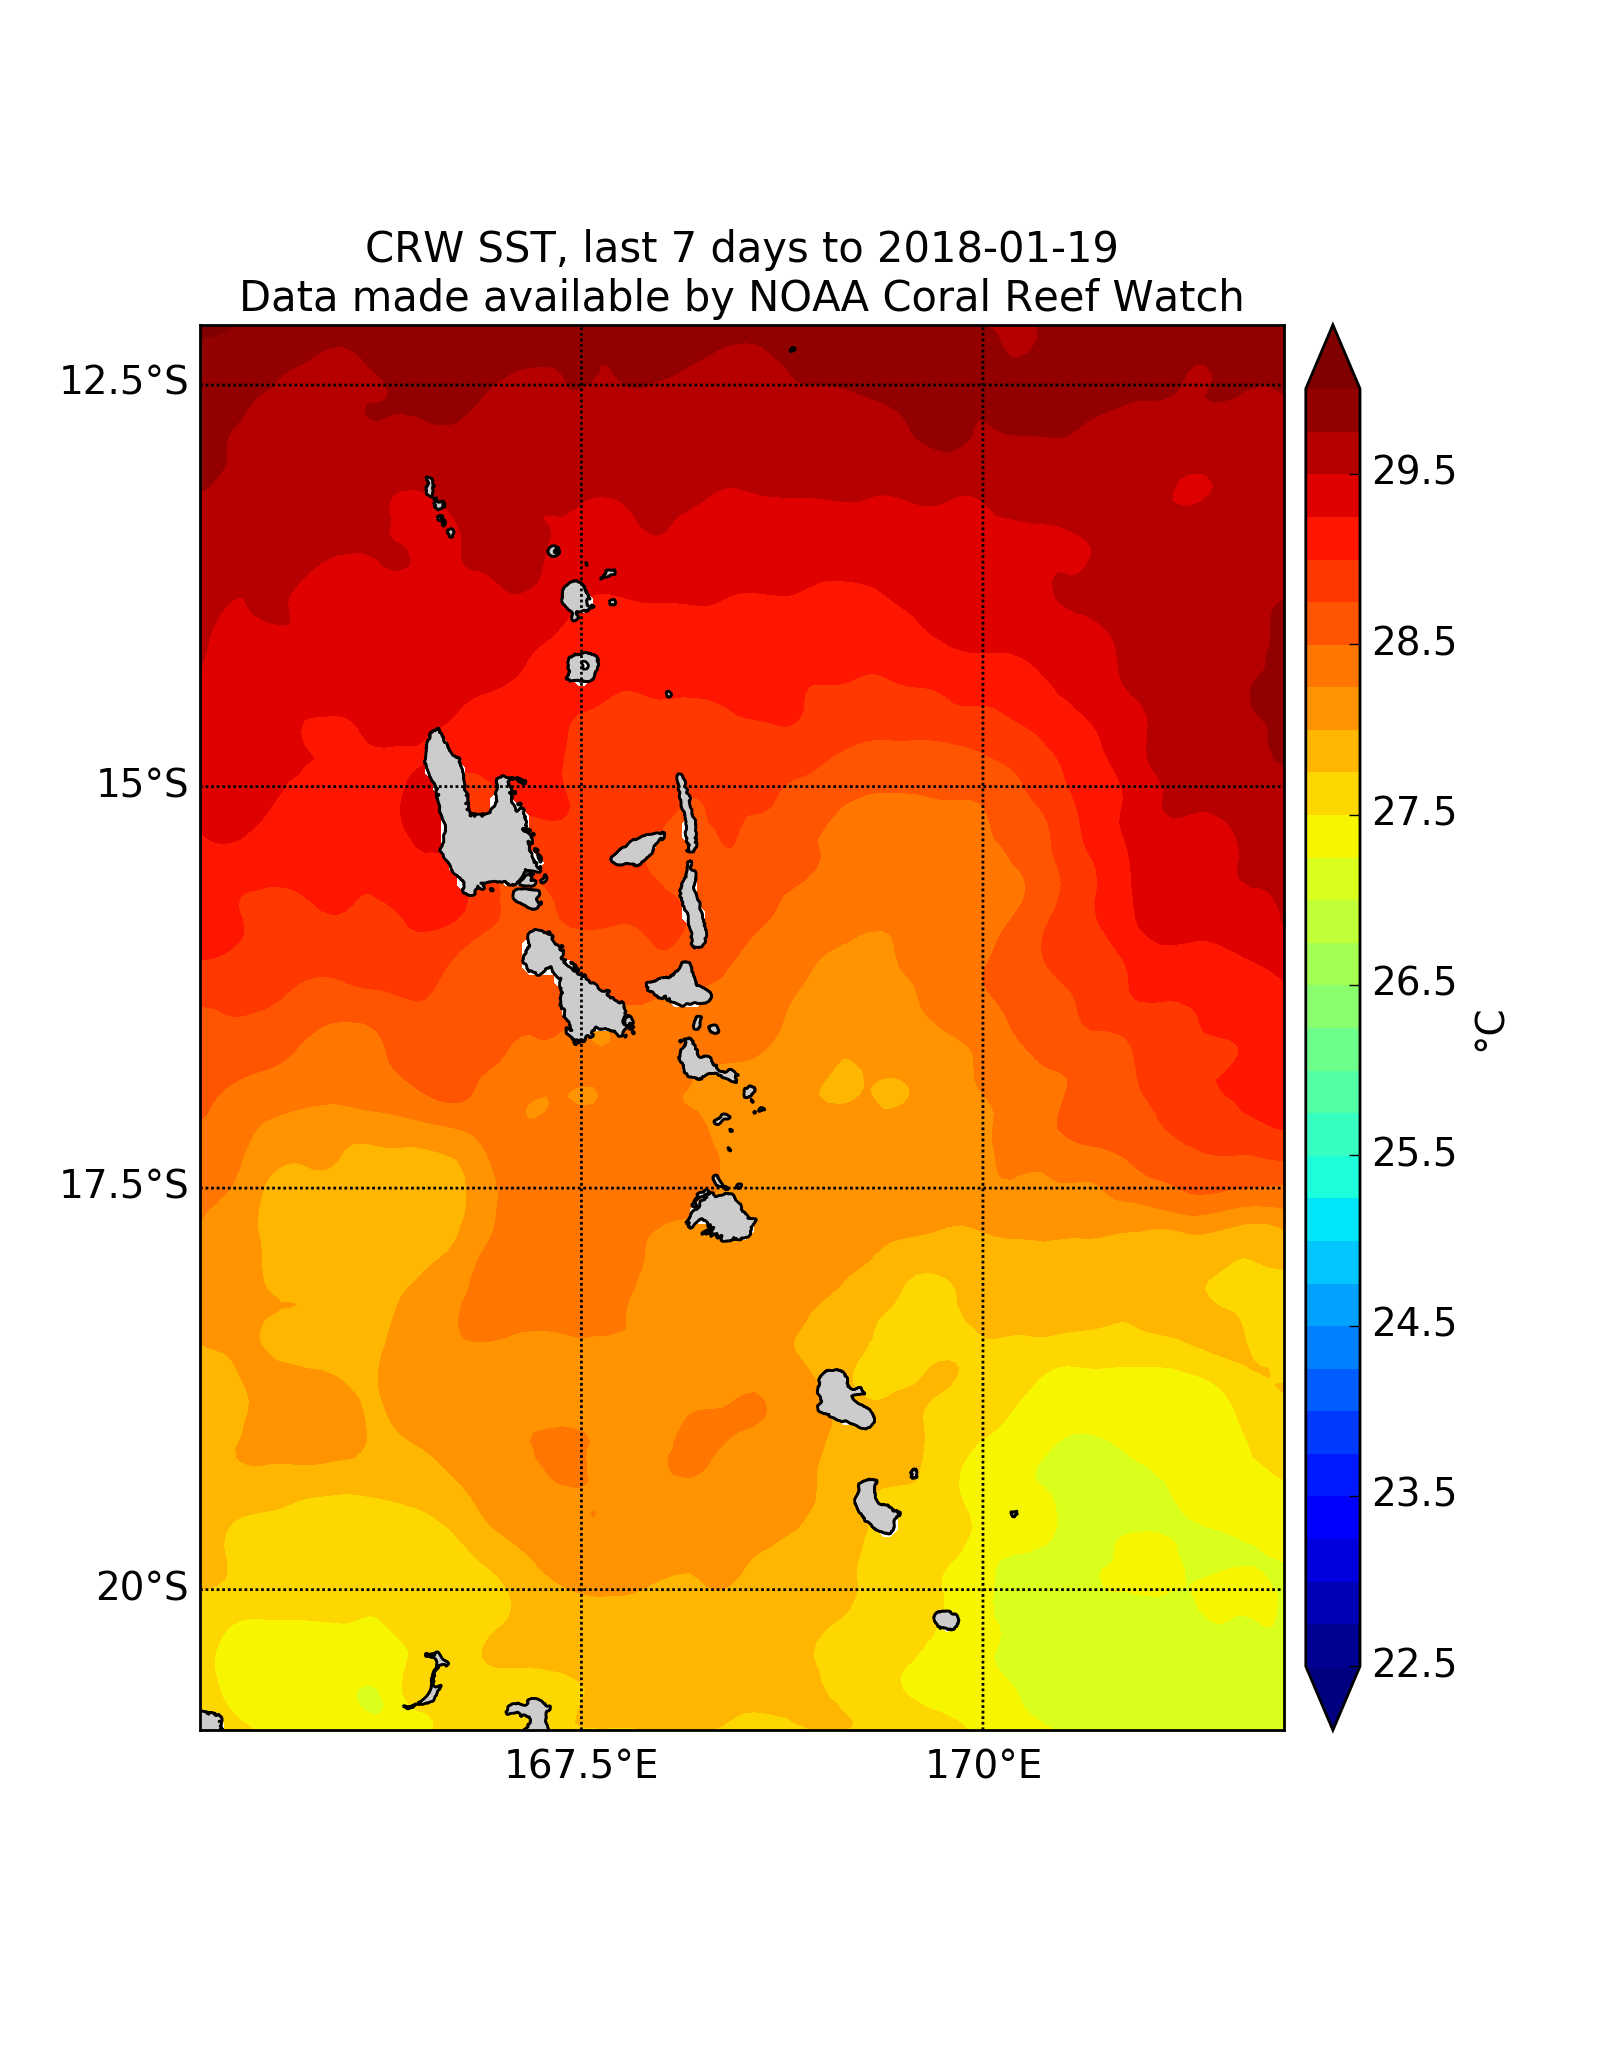 CRW SST, last 7 days to 2018-01-19
Data made available by NOAA Coral Reef Watch
12.5°S
15°S
17.5°S
20°S
167.5°E
170°E
29.5
28.5
27.5
26.5
25.5
24.5
23.5
22.5
°C